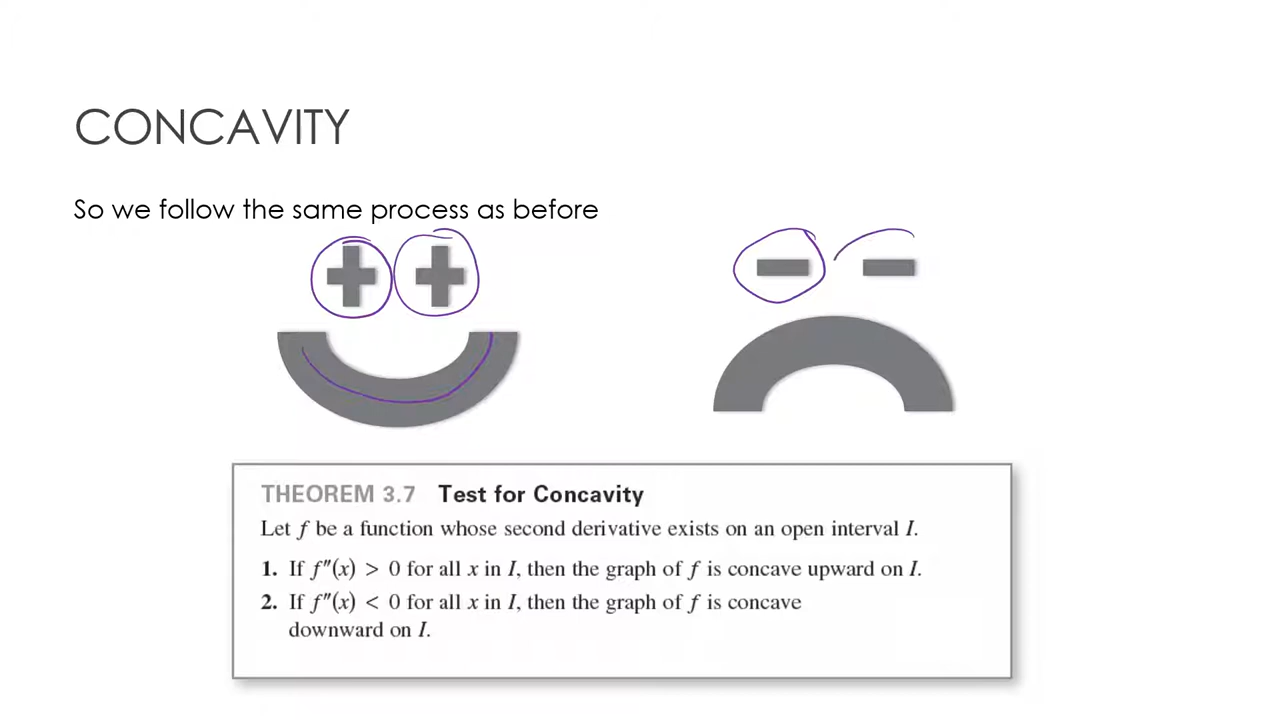 CONCAVITY
So we follow the same process as before
+ + − −
THEOREM 3.7 Test for Concavity
Let f be a function whose second derivative exists on an open interval I.
1. If f″(x) > 0 for all x in I, then the graph of f is concave upward on I.
2. If f″(x) < 0 for all x in I, then the graph of f is concave
downward on I.